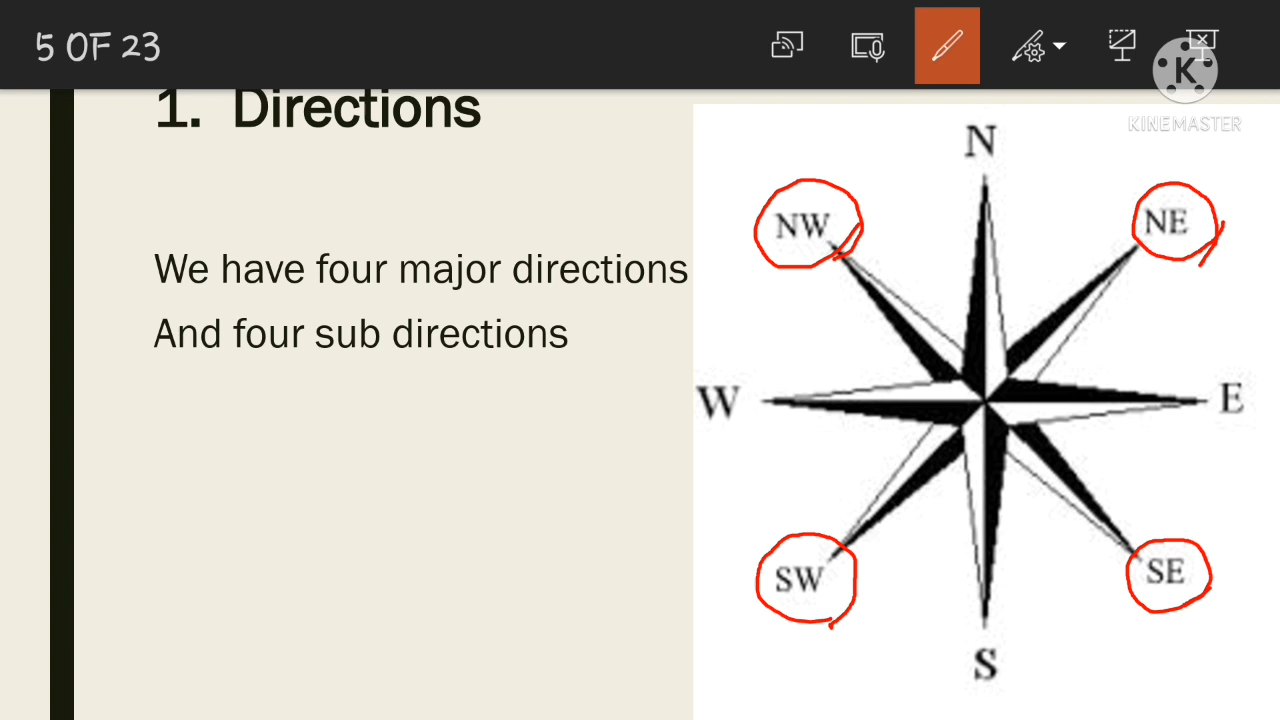 5 OF 23
K
KINEMASTER
1. Directions
We have four major directions
And four sub directions
N
NW
NE
W
E
SW
SE
S